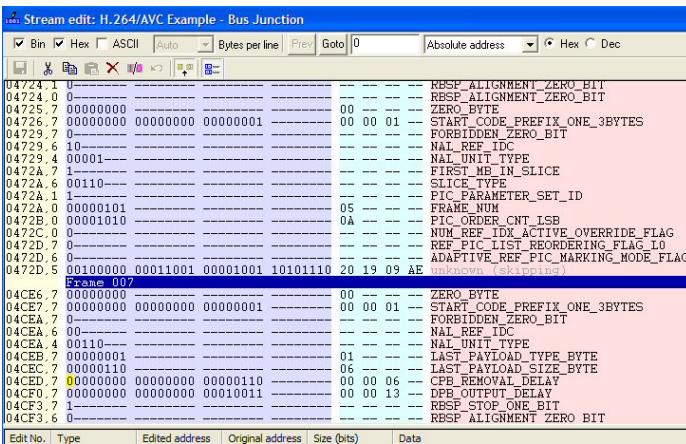 Stream edit: H.264/AVC Example - Bus Junction
Bin Hex ASCII Auto Bytes per line Prev Goto 0 Absolute address Hex Dec
04724,1 0------- -------- -------- -------- -- -- -- -- RBSP_ALIGNMENT_ZERO_BIT
04724,0 0------- -------- -------- -------- -- -- -- -- RBSP_ALIGNMENT_ZERO_BIT
04725,7 00000000 -------- -------- -------- 00 -- -- -- ZERO_BYTE
04726,7 00000000 00000000 00000001 -------- 00 00 01 -- START_CODE_PREFIX_ONE_3BYTES
04729,7 0------- -------- -------- -------- -- -- -- -- FORBIDDEN_ZERO_BIT
04729,6 10------ -------- -------- -------- -- -- -- -- NAL_REF_IDC
04729,4 00001--- -------- -------- -------- -- -- -- -- NAL_UNIT_TYPE
0472A,7 1------- -------- -------- -------- -- -- -- -- FIRST_MB_IN_SLICE
0472A,6 00110--- -------- -------- -------- -- -- -- -- SLICE_TYPE
0472A,1 1------- -------- -------- -------- -- -- -- -- PIC_PARAMETER_SET_ID
0472A,0 00000101 -------- -------- -------- 05 -- -- -- FRAME_NUM
0472B,0 00001010 -------- -------- -------- 0A -- -- -- PIC_ORDER_CNT_LSB
0472C,0 0------- -------- -------- -------- -- -- -- -- NUM_REF_IDX_ACTIVE_OVERRIDE_FLAG
0472D,7 0------- -------- -------- -------- -- -- -- -- REF_PIC_LIST_REORDERING_FLAG_L0
0472D,6 0------- -------- -------- -------- -- -- -- -- ADAPTIVE_REF_PIC_MARKING_MODE_FLAG
0472D,5 00100000 00011001 00001001 10101110 20 19 09 AE unknown (skipping)
Frame 007
04CE6,7 00000000 -------- -------- -------- 00 -- -- -- ZERO_BYTE
04CE7,7 00000000 00000000 00000001 -------- 00 00 01 -- START_CODE_PREFIX_ONE_3BYTES
04CEA,7 0------- -------- -------- -------- -- -- -- -- FORBIDDEN_ZERO_BIT
04CEA,6 00------ -------- -------- -------- -- -- -- -- NAL_REF_IDC
04CEA,4 00110--- -------- -------- -------- -- -- -- -- NAL_UNIT_TYPE
04CEB,7 00000001 -------- -------- -------- 01 -- -- -- LAST_PAYLOAD_TYPE_BYTE
04CEC,7 00000110 -------- -------- -------- 06 -- -- -- LAST_PAYLOAD_SIZE_BYTE
04CED,7 00000000 00000000 00000110 -------- 00 00 06 -- CPB_REMOVAL_DELAY
04CF0,7 00000000 00000000 00010011 -------- 00 00 13 -- DPB_OUTPUT_DELAY
04CF3,7 1------- -------- -------- -------- -- -- -- -- RBSP_STOP_ONE_BIT
04CF3,6 0------- -------- -------- -------- -- -- -- -- RBSP_ALIGNMENT_ZERO_BIT
Edit No. Type Edited address Original address Size (bits) Data